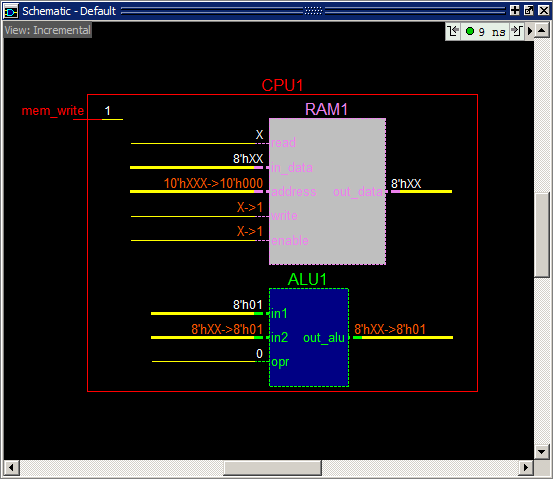 Schematic - Default
View: Incremental
9 ns
CPU1
mem_write
1
RAM1
X
read
8'hXX
in_data
10'hXXX->10'h000
address
out_data
8'hXX
X->1
write
X->1
enable
ALU1
8'h01
in1
8'hXX->8'h01
in2
out_alu
8'hXX->8'h01
0
opr